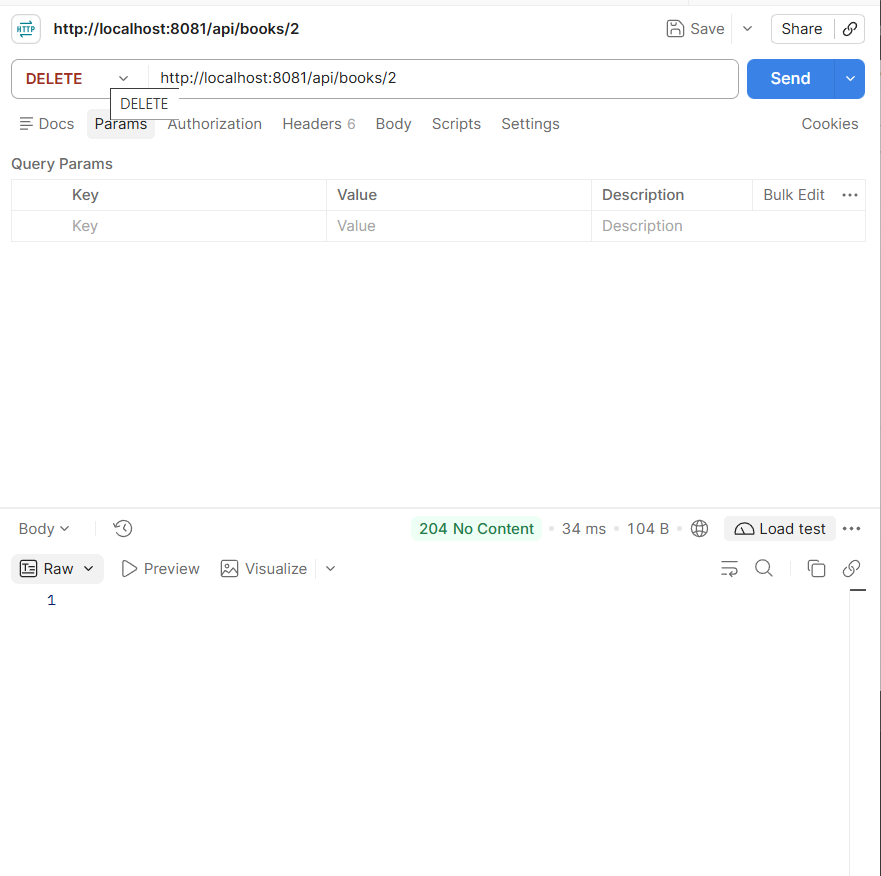 HTTP http://localhost:8081/api/books/2 Save Share
DELETE http://localhost:8081/api/books/2 Send
DELETE
Docs Params Authorization Headers 6 Body Scripts Settings Cookies
Query Params
Key Value Description Bulk Edit
Key Value Description
Body 204 No Content 34 ms 104 B Load test
Raw Preview Visualize
1